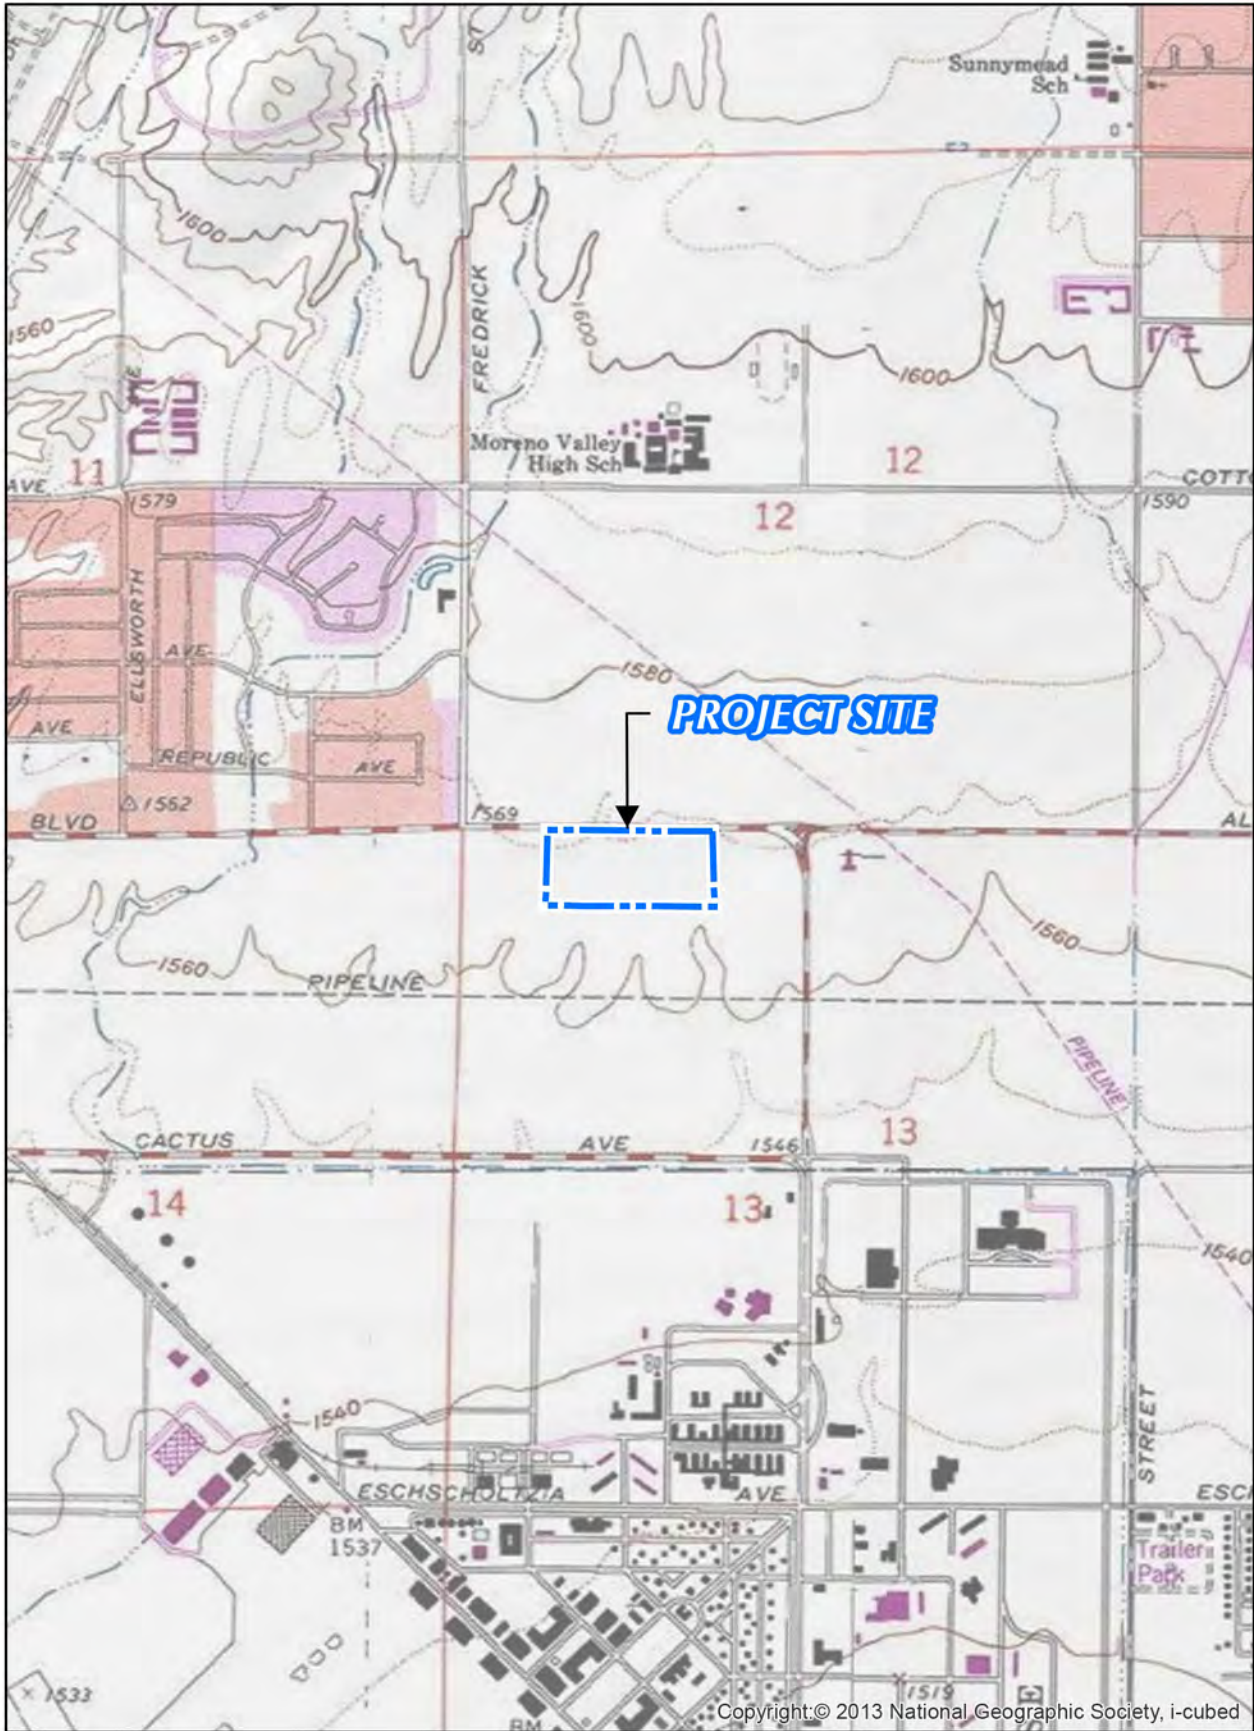 ST
Sunnymead
Sch
1600
FREDRICK
1560
1600
1600
Moreno Valley
High Sch
11
12
AVE
COTTO
1579
12
1590
ELLSWORTH
AVE
1580
PROJECT SITE
AVE
REPUBLIC
AVE
1562
1569
BLVD
AL
1560
1560
PIPELINE
PIPELINE
13
CACTUS
AVE
1546
14
13
1540
1540
STREET
ESCHSCHOLTZIA
AVE
ESCH
BM
1537
Trailer
Park
1533
1519
BM
Copyright:© 2013 National Geographic Society, i-cubed